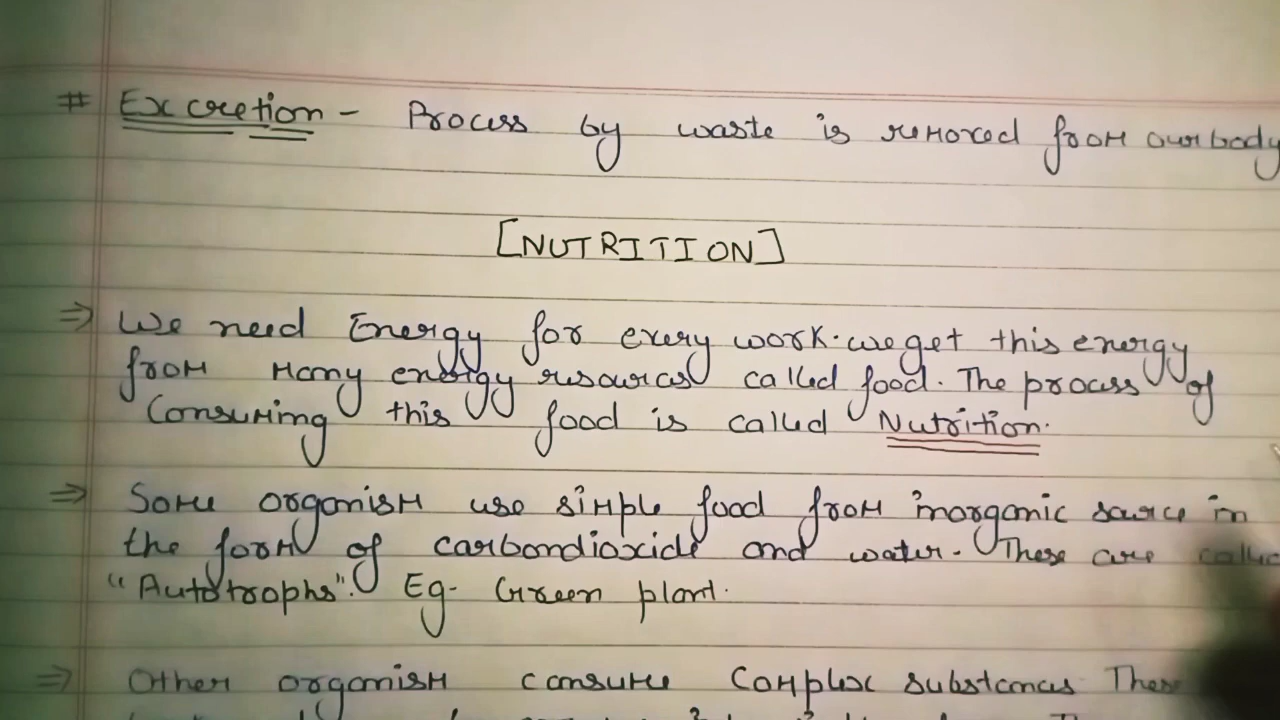 # Excretion - Process by waste is removed from our body
[NUTRITION]
⇒ We need Energy for every work. we get this energy
from many energy resources called food. The process of
Consuming this food is called Nutrition.
⇒ Some organism use simple food from inorganic source in
the form of carbondioxide and water. These are called
"Autotrophs". Eg- Green plant.
⇒ Other organism consume Complex substances These